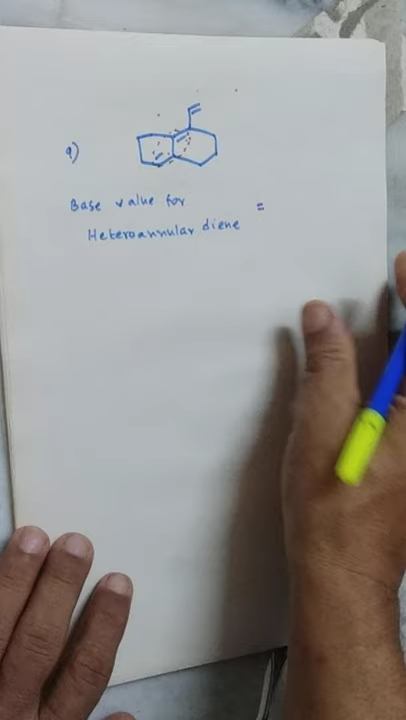 9)
Base value for =
Heteroannular diene